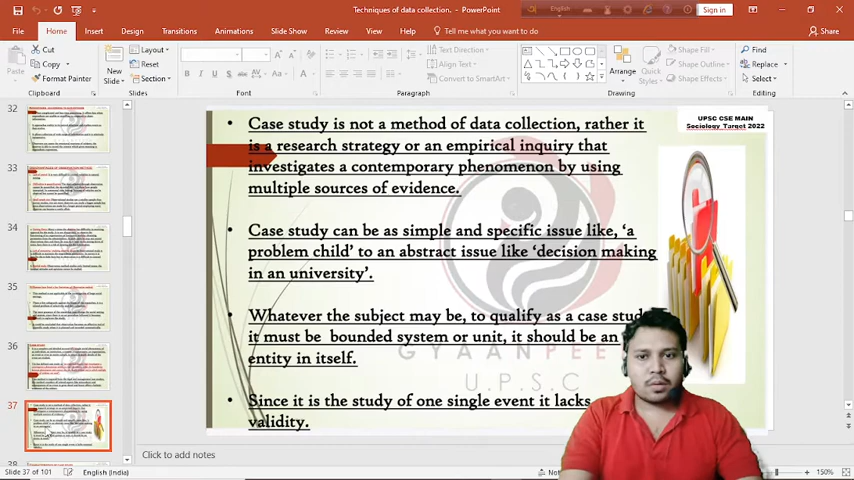 Techniques of data collection. - PowerPoint
English
Sign in
File
Home
Insert
Design
Transitions
Animations
Slide Show
Review
View
Help
Tell me what you want to do
Share
Paste
Cut
Copy
Format Painter
Clipboard
New
Slide
Layout
Reset
Section
Slides
Font
Text Direction
Align Text
Convert to SmartArt
Paragraph
Arrange
Quick
Styles
Shape Fill
Shape Outline
Shape Effects
Drawing
Find
Replace
Select
Editing
32
33
34
35
36
37
38
UPSC CSE MAIN
Sociology Target 2022
• Case study is not a method of data collection, rather it
is a research strategy or an empirical inquiry that
investigates a contemporary phenomenon by using
multiple sources of evidence.
• Case study can be as simple and specific issue like, ‘a
problem child’ to an abstract issue like ‘decision making
in an university’.
• Whatever the subject may be, to qualify as a case stud
it must be bounded system or unit, it should be an
entity in itself.
• Since it is the study of one single event it lacks
validity.
GYAANPEE
U.P.S.C
Click to add notes
Slide 37 of 101
English (India)
150%